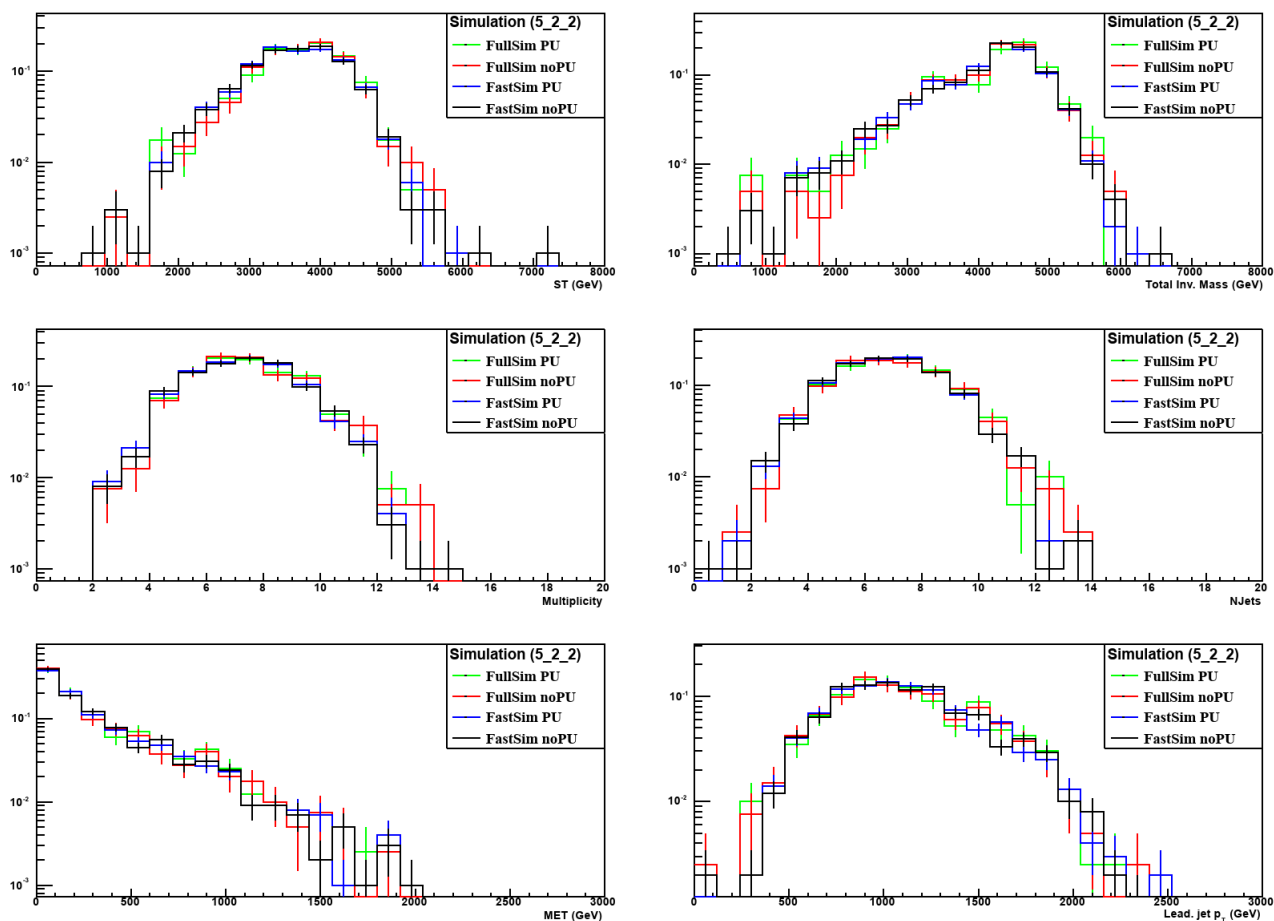 Simulation (5_2_2)
FullSim PU
FullSim noPU
FastSim PU
FastSim noPU
10⁻¹
10⁻²
10⁻³
0 1000 2000 3000 4000 5000 6000 7000 8000
ST (GeV)
Simulation (5_2_2)
FullSim PU
FullSim noPU
FastSim PU
FastSim noPU
10⁻¹
10⁻²
10⁻³
0 1000 2000 3000 4000 5000 6000 7000 8000
Total Inv. Mass (GeV)
Simulation (5_2_2)
FullSim PU
FullSim noPU
FastSim PU
FastSim noPU
10⁻¹
10⁻²
10⁻³
0 2 4 6 8 10 12 14 16 18 20
Multiplicity
Simulation (5_2_2)
FullSim PU
FullSim noPU
FastSim PU
FastSim noPU
10⁻¹
10⁻²
10⁻³
0 2 4 6 8 10 12 14 16 18 20
NJets
Simulation (5_2_2)
FullSim PU
FullSim noPU
FastSim PU
FastSim noPU
10⁻¹
10⁻²
10⁻³
0 500 1000 1500 2000 2500 3000
MET (GeV)
Simulation (5_2_2)
FullSim PU
FullSim noPU
FastSim PU
FastSim noPU
10⁻¹
10⁻²
10⁻³
0 500 1000 1500 2000 2500 3000
Lead. jet p_T (GeV)